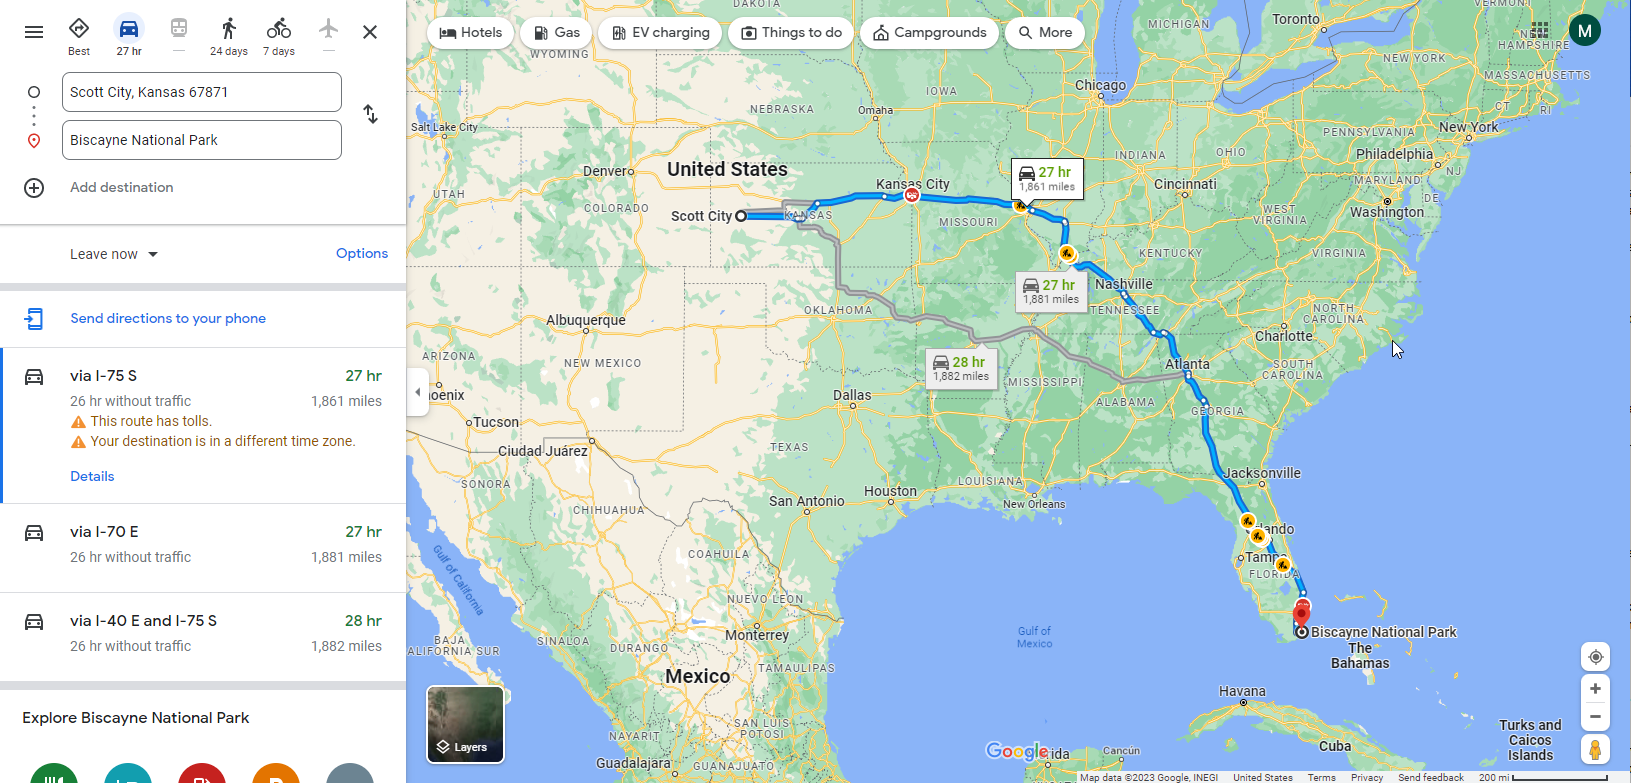 Best
27 hr
—
24 days
7 days
—
Scott City, Kansas 67871
Biscayne National Park
Add destination
Leave now
Options
Send directions to your phone
via I-75 S
27 hr
26 hr without traffic
1,861 miles
This route has tolls.
Your destination is in a different time zone.
Details
via I-70 E
27 hr
26 hr without traffic
1,881 miles
via I-40 E and I-75 S
28 hr
26 hr without traffic
1,882 miles
Explore Biscayne National Park
Hotels
Gas
EV charging
Things to do
Campgrounds
More
M
DAKOTA
WYOMING
MICHIGAN
Toronto
VERMONT
NEW HAMPSHIRE
NEW YORK
MASSACHUSETTS
CT
RI
IOWA
Chicago
NEBRASKA
Omaha
Salt Lake City
PENNSYLVANIA
New York
INDIANA
OHIO
Philadelphia
United States
Denver
27 hr
1,861 miles
NJ
MARYLAND
Kansas City
Cincinnati
UTAH
COLORADO
DE
Scott City
KANSAS
MISSOURI
WEST
VIRGINIA
Washington
KENTUCKY
VIRGINIA
27 hr
1,881 miles
Nashville
TENNESSEE
OKLAHOMA
NORTH
CAROLINA
Albuquerque
Charlotte
ARIZONA
NEW MEXICO
28 hr
1,882 miles
Atlanta
SOUTH
CAROLINA
MISSISSIPPI
oenix
Dallas
ALABAMA
GEORGIA
Tucson
Ciudad Juárez
TEXAS
Jacksonville
SONORA
LOUISIANA
Houston
San Antonio
New Orleans
CHIHUAHUA
lando
COAHUILA
Tampa
FLORIDA
Gulf of California
NUEVO LEON
Monterrey
Gulf of
Mexico
Biscayne National Park
The
Bahamas
BAJA
ALIFORNIA SUR
SINALOA
DURANGO
TAMAULIPAS
Mexico
Havana
SAN LUIS
POTOSI
NAYARIT
Layers
Turks and
Caicos
Islands
Cuba
Google
ida
Cancún
Guadalajara
GUANAJUATO
Map data ©2023 Google, INEGI
United States
Terms
Privacy
Send feedback
200 mi